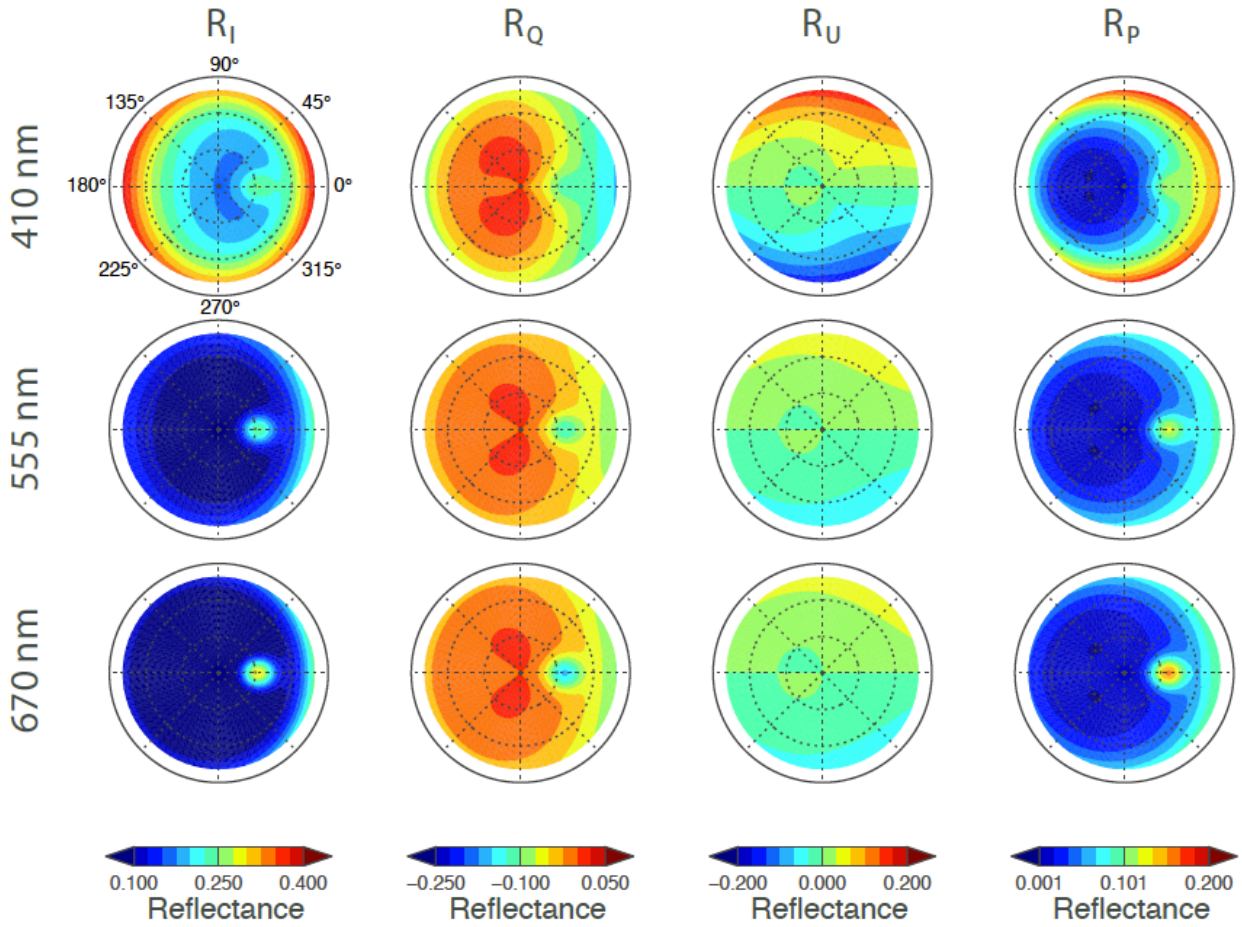 R_I R_Q R_U R_P
90°
135° 45°
410 nm
180° 0°
225° 315°
270°
555 nm
670 nm
0.100 0.250 0.400 −0.250 −0.100 0.050 −0.200 0.000 0.200 0.001 0.101 0.200
Reflectance Reflectance Reflectance Reflectance